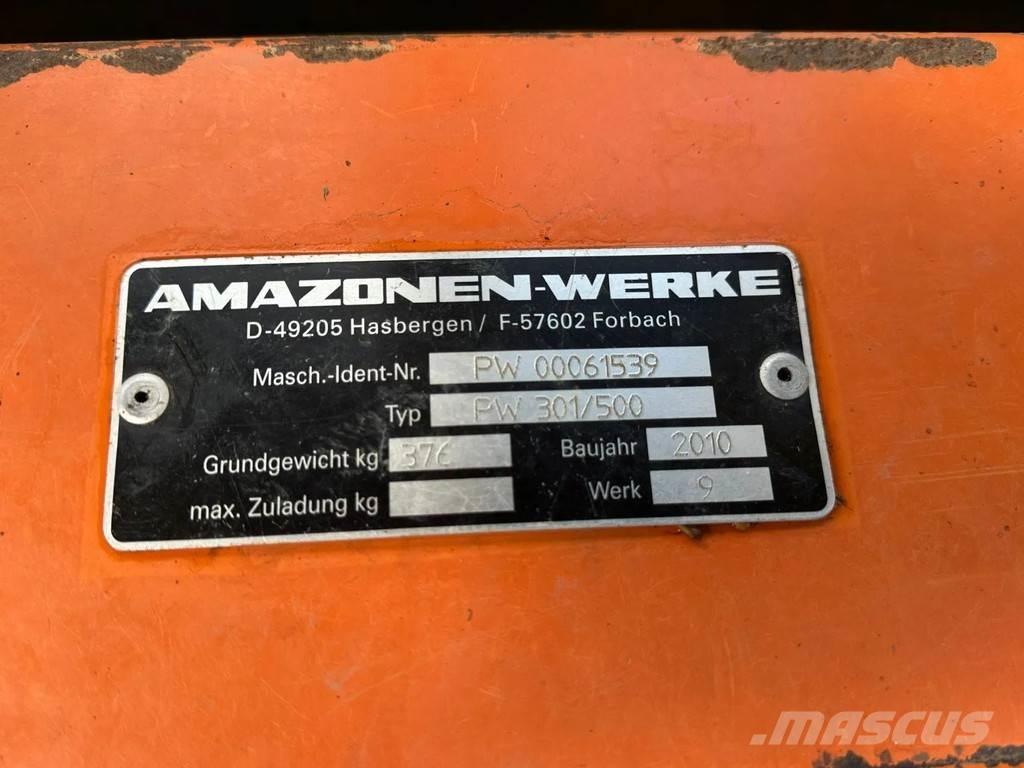 AMAZONEN-WERKE
D-49205 Hasbergen / F-57602 Forbach
Masch.-Ident-Nr. PW 00061539
Typ PW 301/500
Grundgewicht kg 376 Baujahr 2010
max. Zuladung kg Werk 9
MASCUS